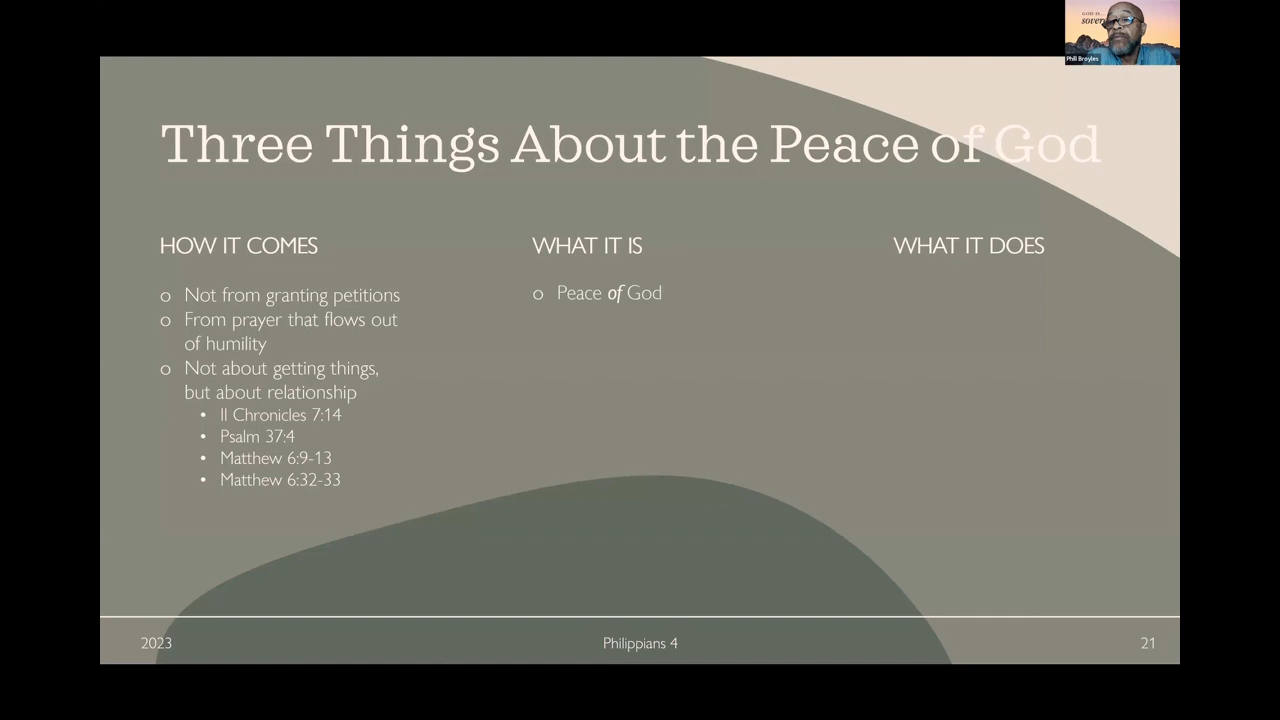 GOD IS...
Phill Broyles
Three Things About the Peace of God
HOW IT COMES
o Not from granting petitions
o From prayer that flows out
of humility
o Not about getting things,
but about relationship
• II Chronicles 7:14
• Psalm 37:4
• Matthew 6:9-13
• Matthew 6:32-33
WHAT IT IS
o Peace of God
WHAT IT DOES
2023
Philippians 4
21